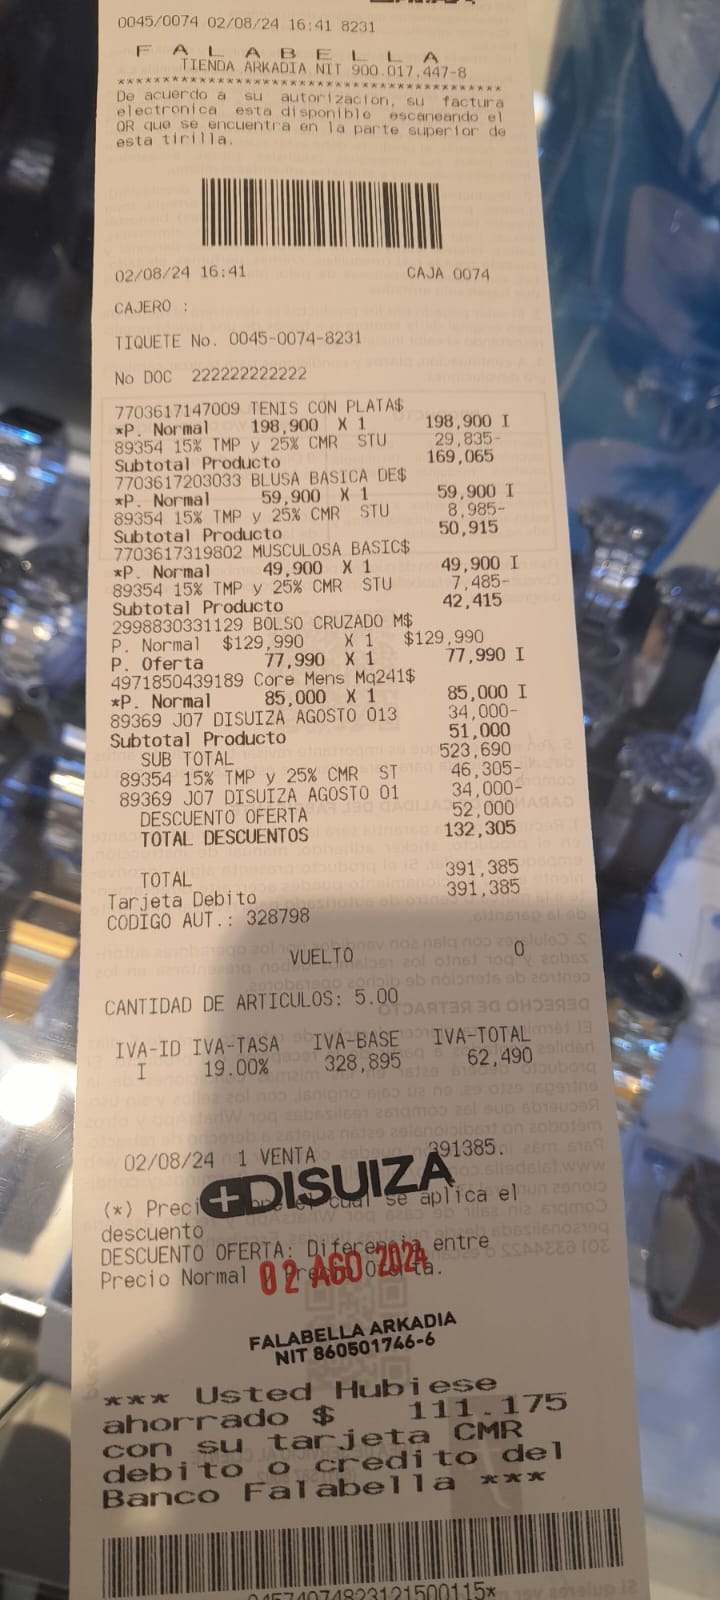 0045/0074 02/08/24 16:41 8231
F A L A B E L L A
TIENDA ARKADIA NIT 900.017.447-8
De acuerdo a su autorizacion, su factura
electronica esta disponible escaneando el
QR que se encuentra en la parte superior de
esta tirilla.
02/08/24 16:41 CAJA 0074
CAJERO :
TIQUETE No. 0045-0074-8231
No DOC 222222222222
7703617147009 TENIS CON PLATA$
*P. Normal 198,900 X 1 198,900 I
89354 15% TMP y 25% CMR STU 29,835-
Subtotal Producto 169,065
7703617203033 BLUSA BASICA DE$
*P. Normal 59,900 X 1 59,900 I
89354 15% TMP y 25% CMR STU 8,985-
Subtotal Producto 50,915
7703617319802 MUSCULOSA BASIC$
*P. Normal 49,900 X 1 49,900 I
89354 15% TMP y 25% CMR STU 7,485-
Subtotal Producto 42,415
2998830331129 BOLSO CRUZADO M$
P. Normal $129,990 X 1 $129,990
P. Oferta 77,990 X 1 77,990 I
4971850439189 Core Mens Mq241$
*P. Normal 85,000 X 1 85,000 I
89369 J07 DISUIZA AGOSTO 013 34,000-
Subtotal Producto 51,000
SUB TOTAL 523,690
89354 15% TMP y 25% CMR ST 46,305-
89369 J07 DISUIZA AGOSTO 01 34,000-
DESCUENTO OFERTA 52,000
TOTAL DESCUENTOS 132,305
TOTAL 391,385
Tarjeta Debito 391,385
CODIGO AUT.: 328798
VUELTO 0
CANTIDAD DE ARTICULOS: 5.00
IVA-ID IVA-TASA IVA-BASE IVA-TOTAL
I 19.00% 328,895 62,490
02/08/24 1 VENTA 391385.
DISUIZA
(*) Preci cual se aplica el
descuento
DESCUENTO OFERTA: Diferencia entre
Precio Normal
02 AGO 2024
FALABELLA ARKADIA
NIT 860501746-6
*** Usted Hubiese
ahorrado $ 111.175
con su tarjeta CMR
debito o credito del
Banco Falabella ***